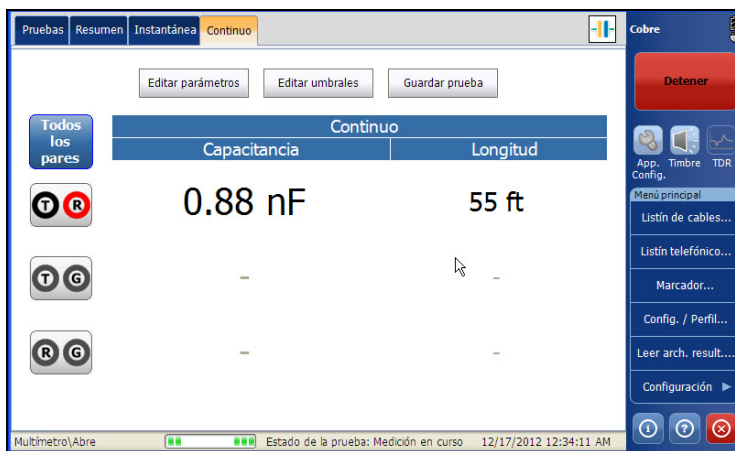 Pruebas Resumen Instantánea Continuo
Cobre
Editar parámetros Editar umbrales Guardar prueba
Detener
Todos
los
pares
Continuo
Capacitancia Longitud
T R 0.88 nF 55 ft
T G - -
R G - -
App. Timbre TDR
Config.
Menú principal
Listín de cables...
Listín telefónico...
Marcador...
Config. / Perfil...
Leer arch. result....
Configuración
Multímetro\Abre Estado de la prueba: Medición en curso 12/17/2012 12:34:11 AM